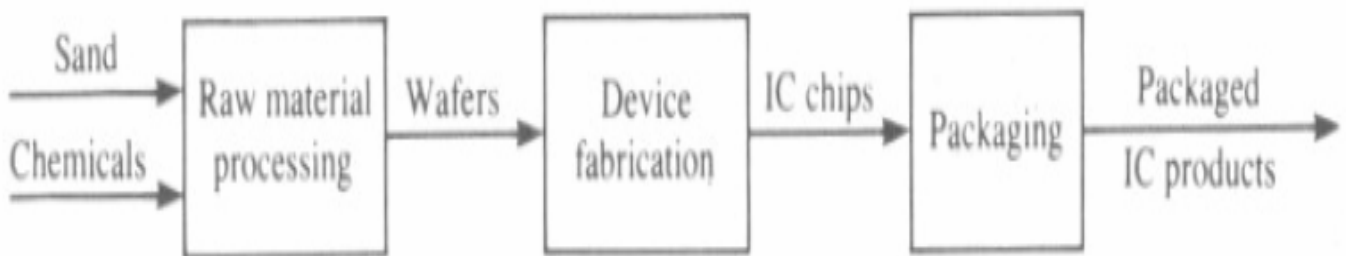 Sand
Chemicals
Raw material
processing
Wafers
Device
fabrication
IC chips
Packaging
Packaged
IC products